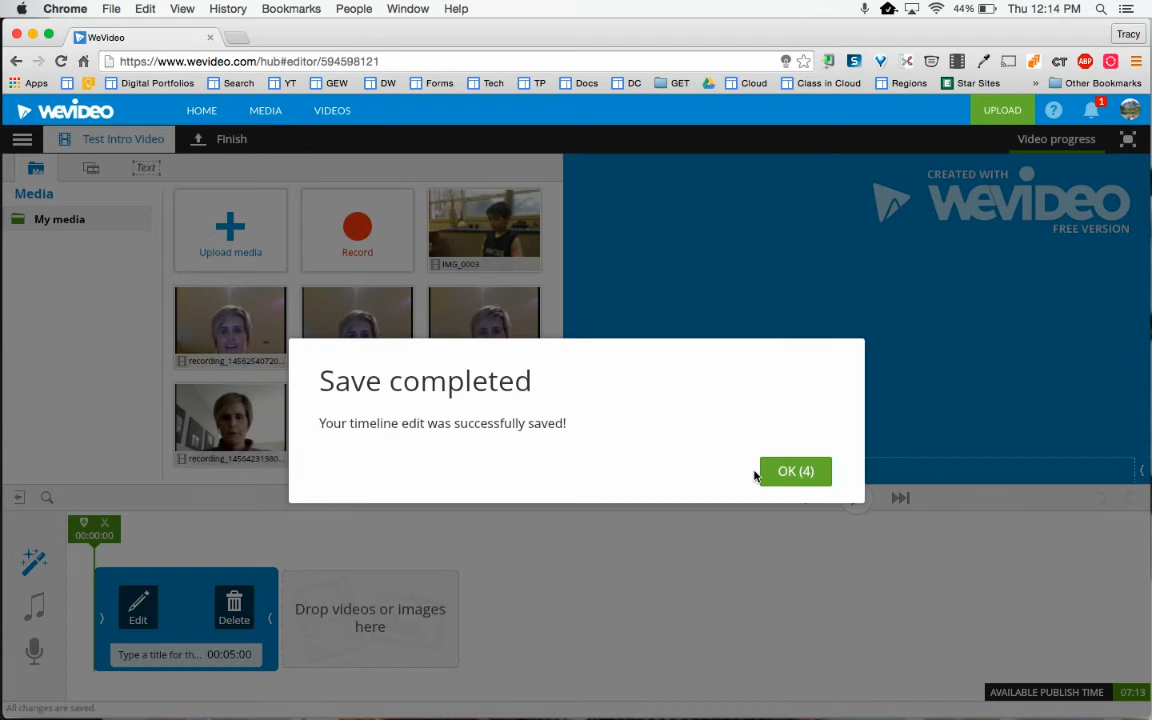 Chrome File Edit View History Bookmarks People Window Help 44% Thu 12:14 PM
WeVideo Tracy
https://www.wevideo.com/hub#editor/594598121
Apps Digital Portfolios Search YT GEW DW Forms Tech TP Docs DC GET Cloud Class in Cloud Regions Star Sites » Other Bookmarks
WEVIDEO HOME MEDIA VIDEOS UPLOAD ? 1
Test Intro Video Finish Video progress
Me Text
Media
My media
Upload media
Record
IMG_0003
CREATED WITH
WEVIDEO
FREE VERSION
recording_14562540720...
recording_14564231380...
Save completed
Your timeline edit was successfully saved!
OK (4)
00:00:00
Edit
Delete
Type a title for th... 00:05:00
Drop videos or images
here
AVAILABLE PUBLISH TIME 07:13
All changes are saved.